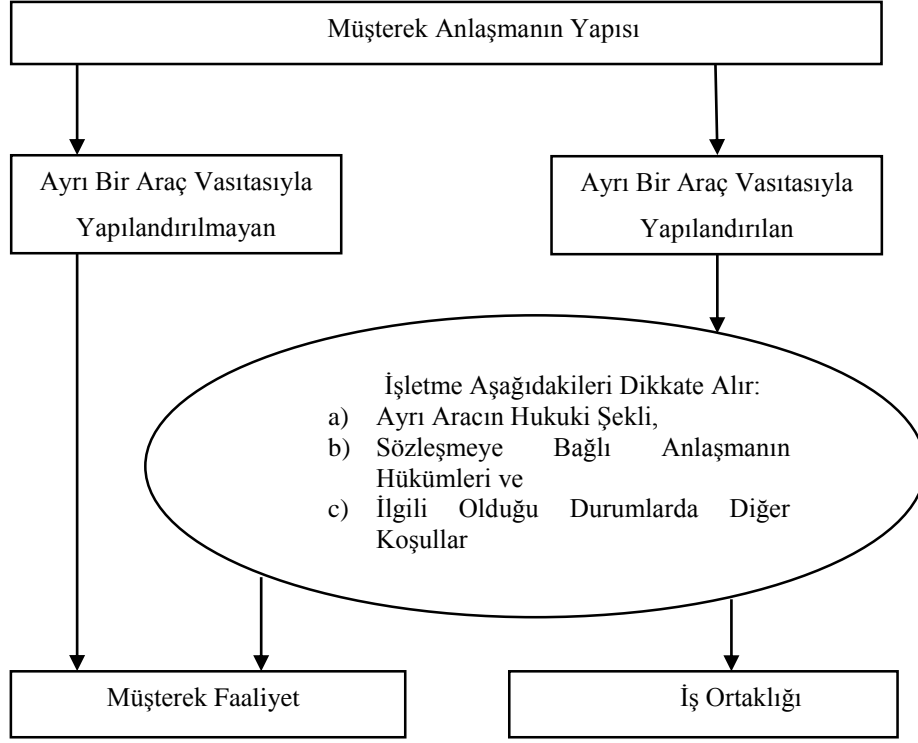 Müşterek Anlaşmanın Yapısı
Ayrı Bir Araç Vasıtasıyla
Yapılandırılmayan
Ayrı Bir Araç Vasıtasıyla
Yapılandırılan
İşletme Aşağıdakileri Dikkate Alır:
a) Ayrı Aracın Hukuki Şekli,
b) Sözleşmeye Bağlı Anlaşmanın
Hükümleri ve
c) İlgili Olduğu Durumlarda Diğer
Koşullar
Müşterek Faaliyet
İş Ortaklığı